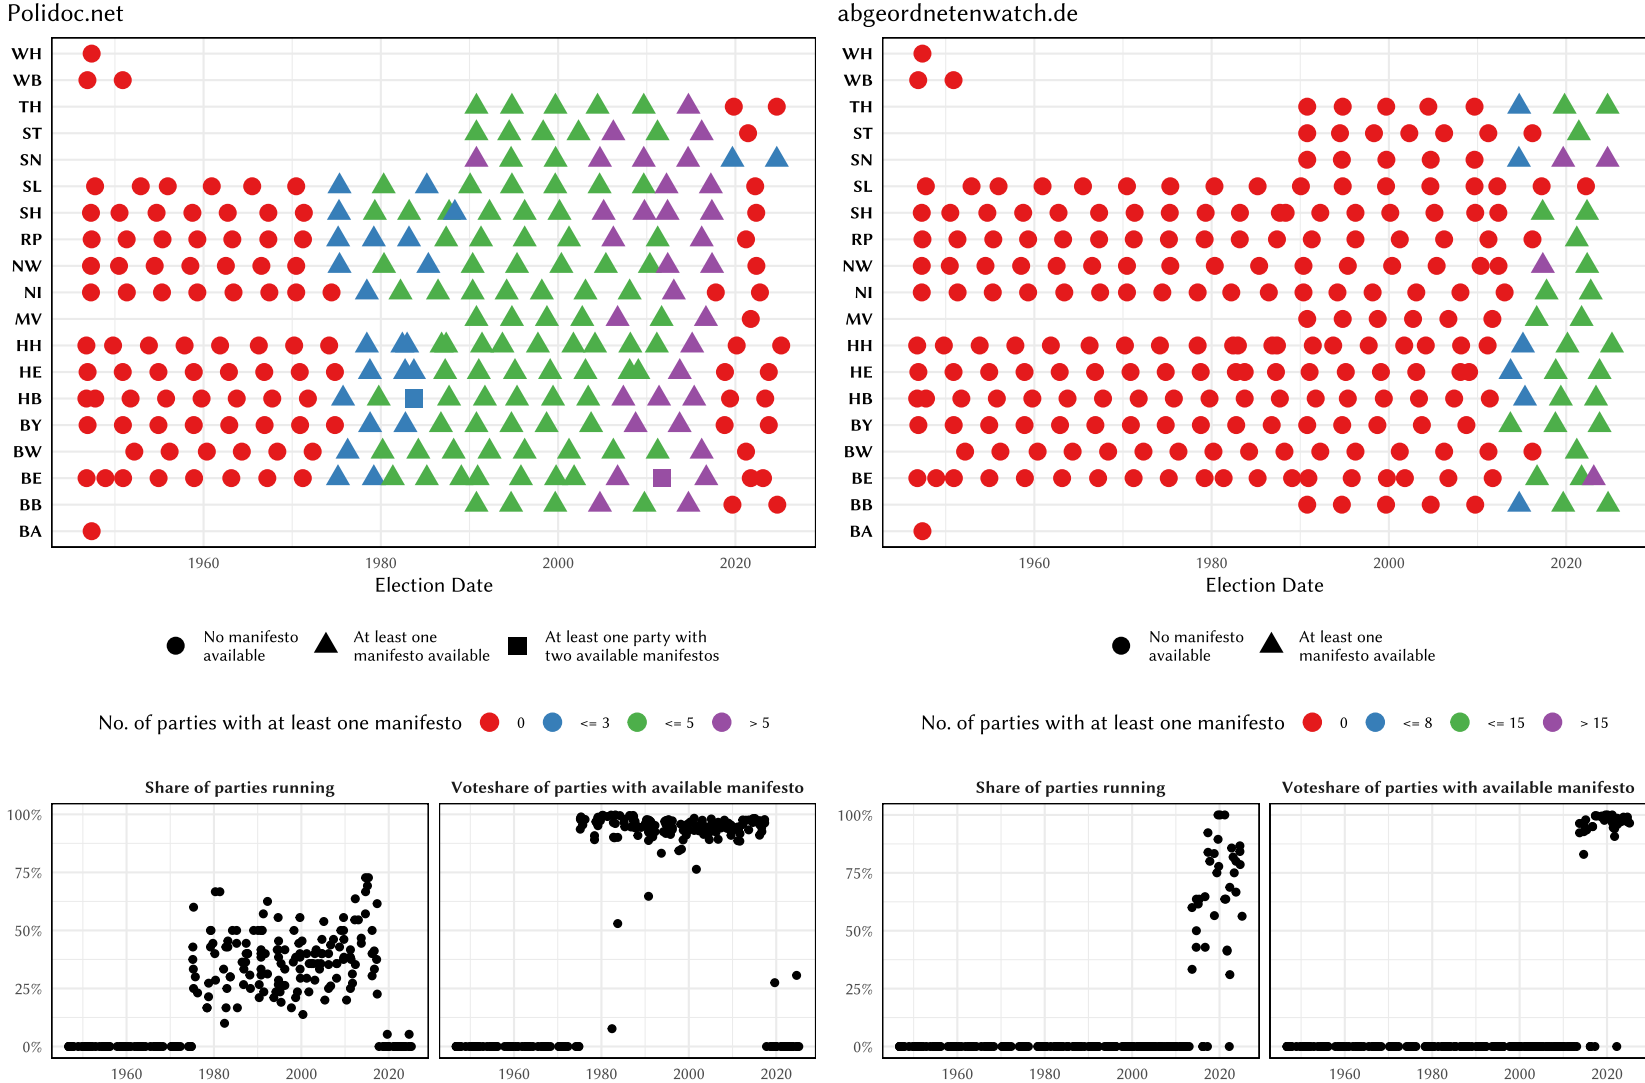 Polidoc.net
abgeordnetenwatch.de
WH
WB
TH
ST
SN
SL
SH
RP
NW
NI
MV
HH
HE
HB
BY
BW
BE
BB
BA
1960 1980 2000 2020
Election Date
WH
WB
TH
ST
SN
SL
SH
RP
NW
NI
MV
HH
HE
HB
BY
BW
BE
BB
BA
1960 1980 2000 2020
Election Date
No manifesto
available
At least one
manifesto available
At least one party with
two available manifestos
No manifesto
available
At least one
manifesto available
No. of parties with at least one manifesto 0 <= 3 <= 5 > 5
No. of parties with at least one manifesto 0 <= 8 <= 15 > 15
Share of parties running
Voteshare of parties with available manifesto
100%
75%
50%
25%
0%
1960 1980 2000 2020
1960 1980 2000 2020
Share of parties running
Voteshare of parties with available manifesto
100%
75%
50%
25%
0%
1960 1980 2000 2020
1960 1980 2000 2020